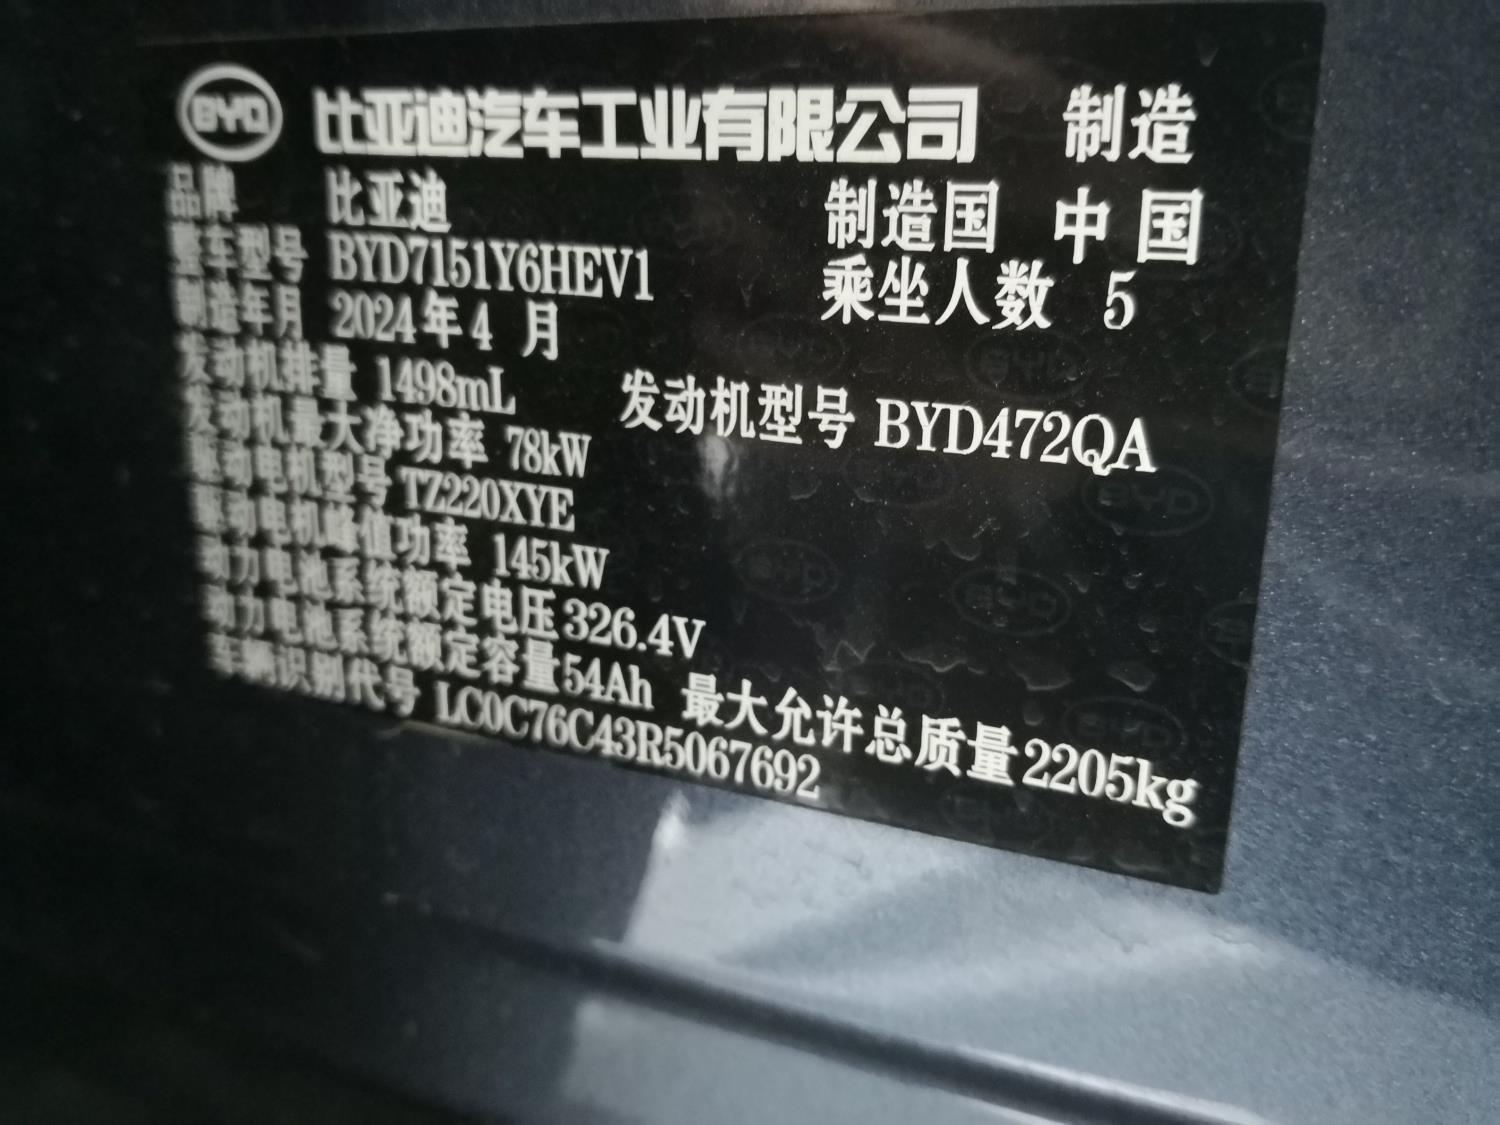 BYD 比亚迪汽车工业有限公司 制造
品牌 比亚迪 制造国 中国
整车型号 BYD7151Y6HEV1 乘坐人数 5
制造年月 2024年4月
发动机排量 1498mL 发动机型号 BYD472QA
发动机最大净功率 78kW
驱动电机型号 TZ220XYE
驱动电机峰值功率 145kW
动力电池系统额定电压 326.4V
动力电池系统额定容量 54Ah 最大允许总质量 2205kg
车辆识别代号 LC0C76C43R5067692